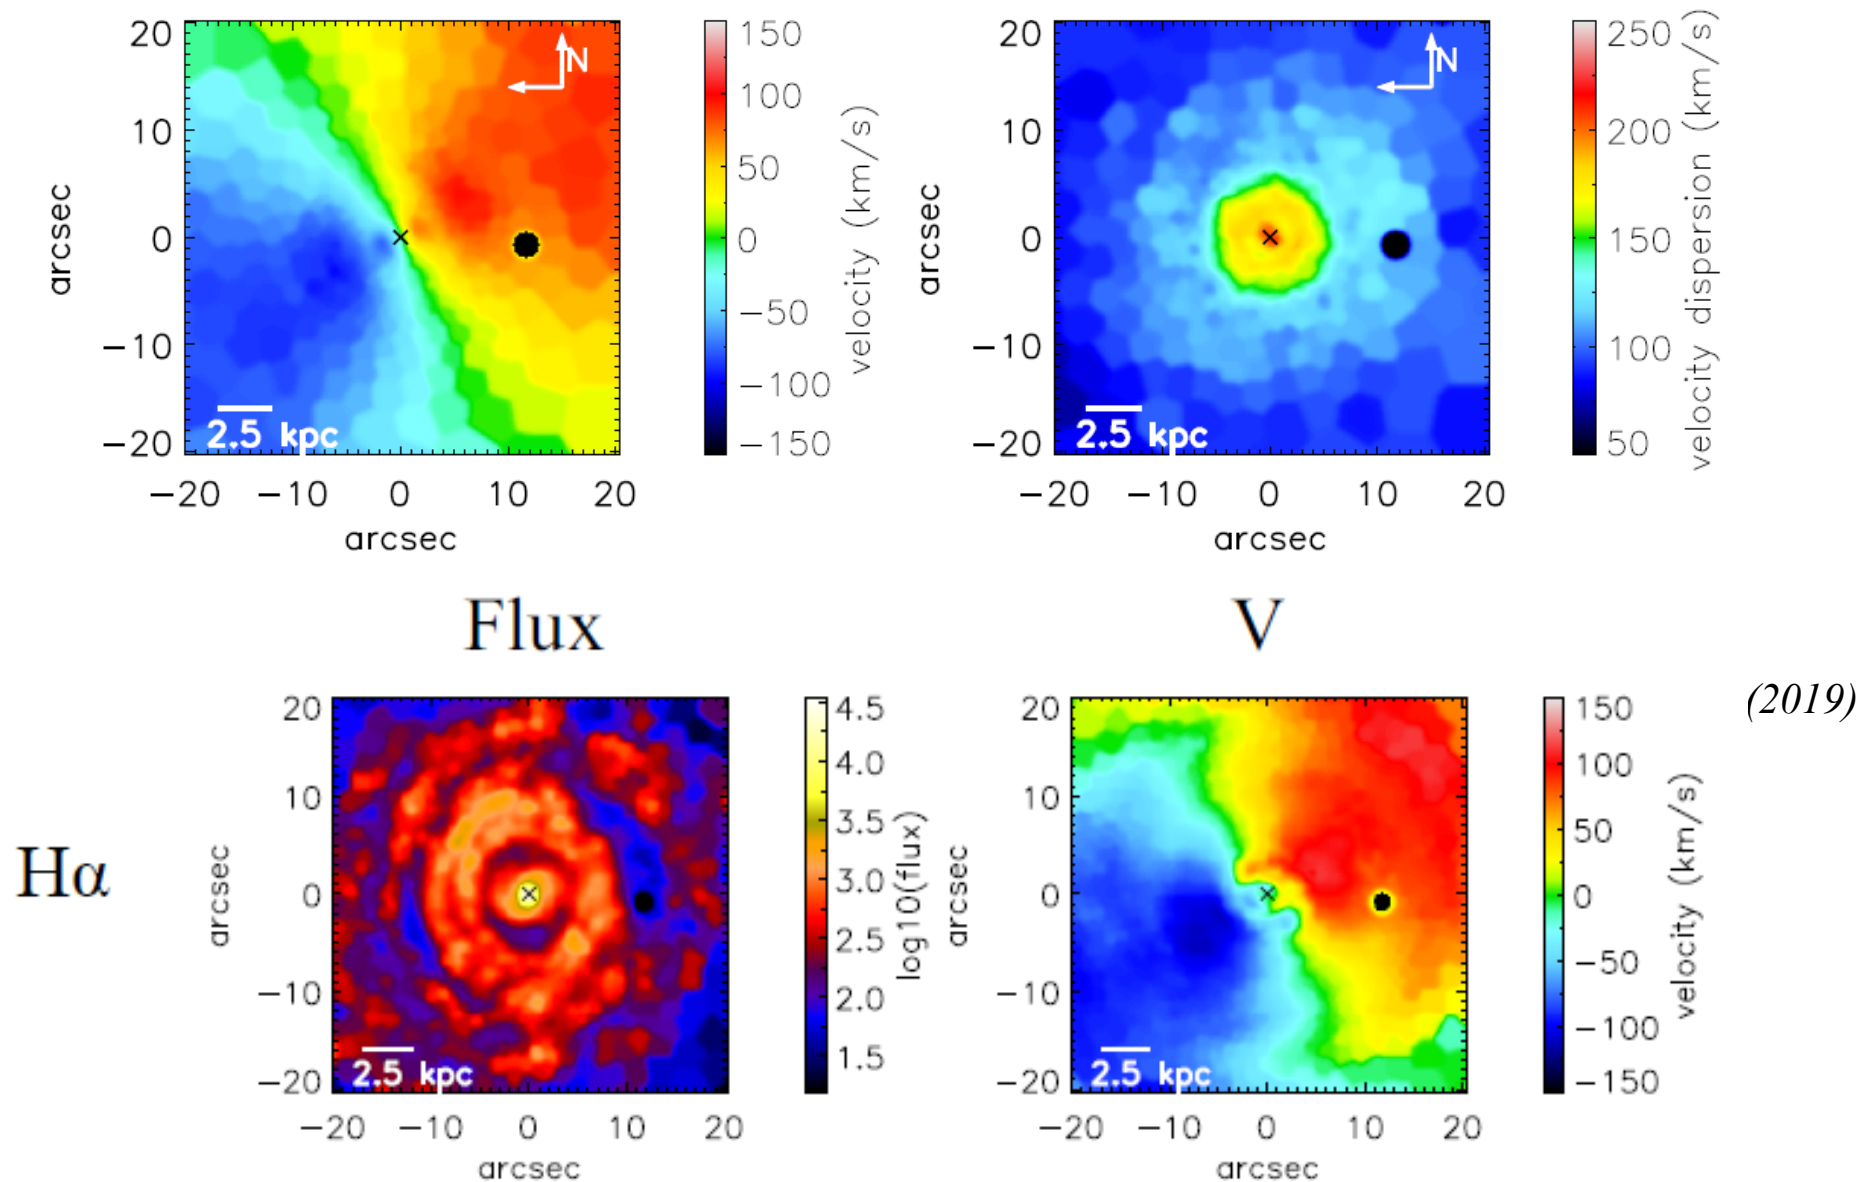 20
10
0
−10
−20
−20 −10 0 10 20
arcsec
arcsec
N
2.5 kpc
150
100
50
0
−50
−100
−150
velocity (km/s)
20
10
0
−10
−20
−20 −10 0 10 20
arcsec
arcsec
N
2.5 kpc
250
200
150
100
50
velocity dispersion (km/s)
Flux
V
(2019)
Hα
20
10
0
−10
−20
−20 −10 0 10 20
arcsec
arcsec
2.5 kpc
4.5
4.0
3.5
3.0
2.5
2.0
1.5
log10(flux)
20
10
0
−10
−20
−20 −10 0 10 20
arcsec
arcsec
2.5 kpc
150
100
50
0
−50
−100
−150
velocity (km/s)